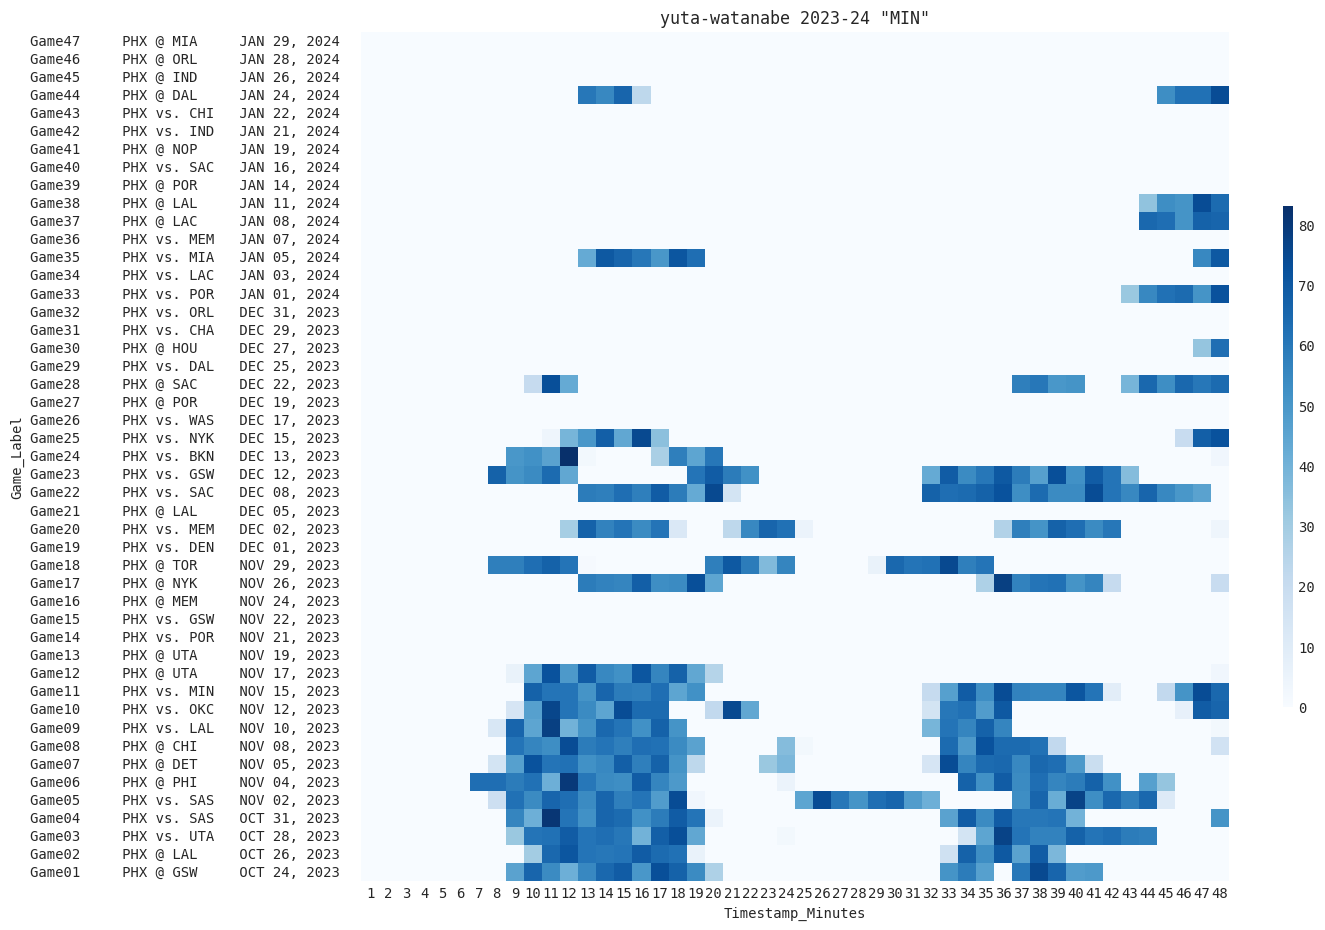 yuta-watanabe 2023-24 "MIN"
Game47 PHX @ MIA JAN 29, 2024
Game46 PHX @ ORL JAN 28, 2024
Game45 PHX @ IND JAN 26, 2024
Game44 PHX @ DAL JAN 24, 2024
Game43 PHX vs. CHI JAN 22, 2024
Game42 PHX vs. IND JAN 21, 2024
Game41 PHX @ NOP JAN 19, 2024
Game40 PHX vs. SAC JAN 16, 2024
Game39 PHX @ POR JAN 14, 2024
Game38 PHX @ LAL JAN 11, 2024
Game37 PHX @ LAC JAN 08, 2024
Game36 PHX vs. MEM JAN 07, 2024
Game35 PHX vs. MIA JAN 05, 2024
Game34 PHX vs. LAC JAN 03, 2024
Game33 PHX vs. POR JAN 01, 2024
Game32 PHX vs. ORL DEC 31, 2023
Game31 PHX vs. CHA DEC 29, 2023
Game30 PHX @ HOU DEC 27, 2023
Game29 PHX vs. DAL DEC 25, 2023
Game28 PHX @ SAC DEC 22, 2023
Game27 PHX @ POR DEC 19, 2023
Game26 PHX vs. WAS DEC 17, 2023
Game25 PHX vs. NYK DEC 15, 2023
Game24 PHX vs. BKN DEC 13, 2023
Game23 PHX vs. GSW DEC 12, 2023
Game22 PHX vs. SAC DEC 08, 2023
Game21 PHX @ LAL DEC 05, 2023
Game20 PHX vs. MEM DEC 02, 2023
Game19 PHX vs. DEN DEC 01, 2023
Game18 PHX @ TOR NOV 29, 2023
Game17 PHX @ NYK NOV 26, 2023
Game16 PHX @ MEM NOV 24, 2023
Game15 PHX vs. GSW NOV 22, 2023
Game14 PHX vs. POR NOV 21, 2023
Game13 PHX @ UTA NOV 19, 2023
Game12 PHX @ UTA NOV 17, 2023
Game11 PHX vs. MIN NOV 15, 2023
Game10 PHX vs. OKC NOV 12, 2023
Game09 PHX vs. LAL NOV 10, 2023
Game08 PHX @ CHI NOV 08, 2023
Game07 PHX @ DET NOV 05, 2023
Game06 PHX @ PHI NOV 04, 2023
Game05 PHX vs. SAS NOV 02, 2023
Game04 PHX vs. SAS OCT 31, 2023
Game03 PHX vs. UTA OCT 28, 2023
Game02 PHX @ LAL OCT 26, 2023
Game01 PHX @ GSW OCT 24, 2023
Game_Label
1 2 3 4 5 6 7 8 9 10 11 12 13 14 15 16 17 18 19 20 21 22 23 24 25 26 27 28 29 30 31 32 33 34 35 36 37 38 39 40 41 42 43 44 45 46 47 48
Timestamp_Minutes
80
70
60
50
40
30
20
10
0